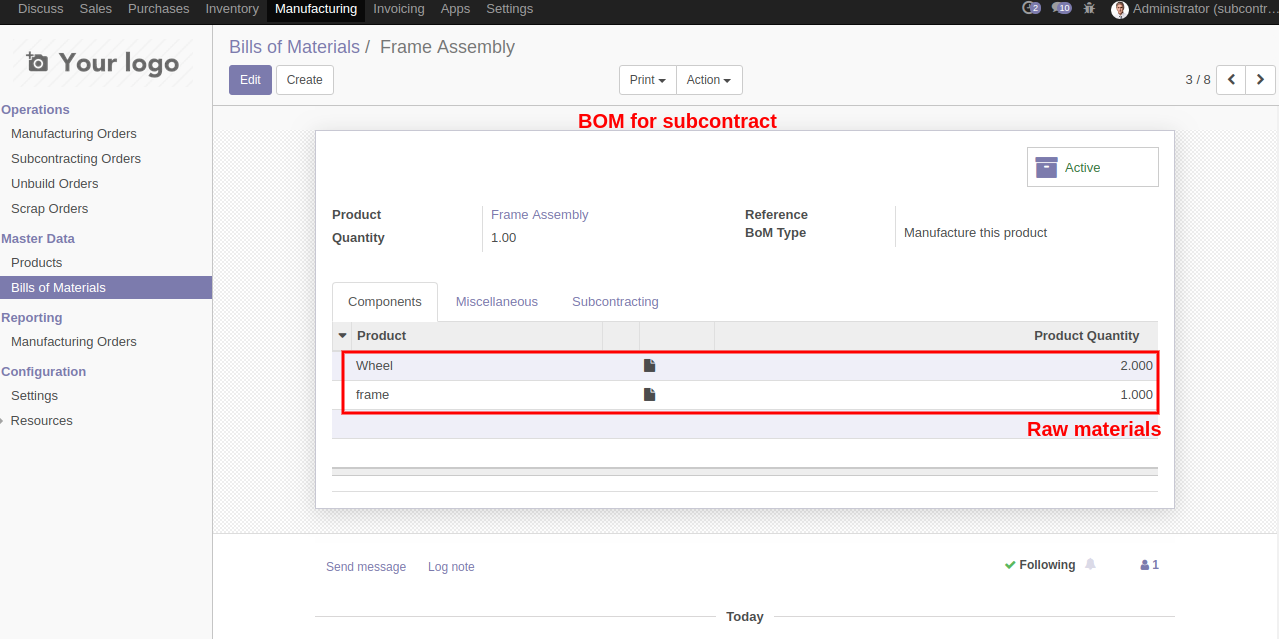 Discuss Sales Purchases Inventory Manufacturing Invoicing Apps Settings 2 10 Administrator (subcontr...
Your logo
Bills of Materials / Frame Assembly
Edit Create Print Action 3 / 8
Operations
Manufacturing Orders
Subcontracting Orders
Unbuild Orders
Scrap Orders
Master Data
Products
Bills of Materials
Reporting
Manufacturing Orders
Configuration
Settings
Resources
BOM for subcontract
Active
Product Frame Assembly
Quantity 1.00
Reference
BoM Type Manufacture this product
Components Miscellaneous Subcontracting
Product Product Quantity
Wheel 2.000
frame 1.000
Raw materials
Send message Log note Following 1
Today